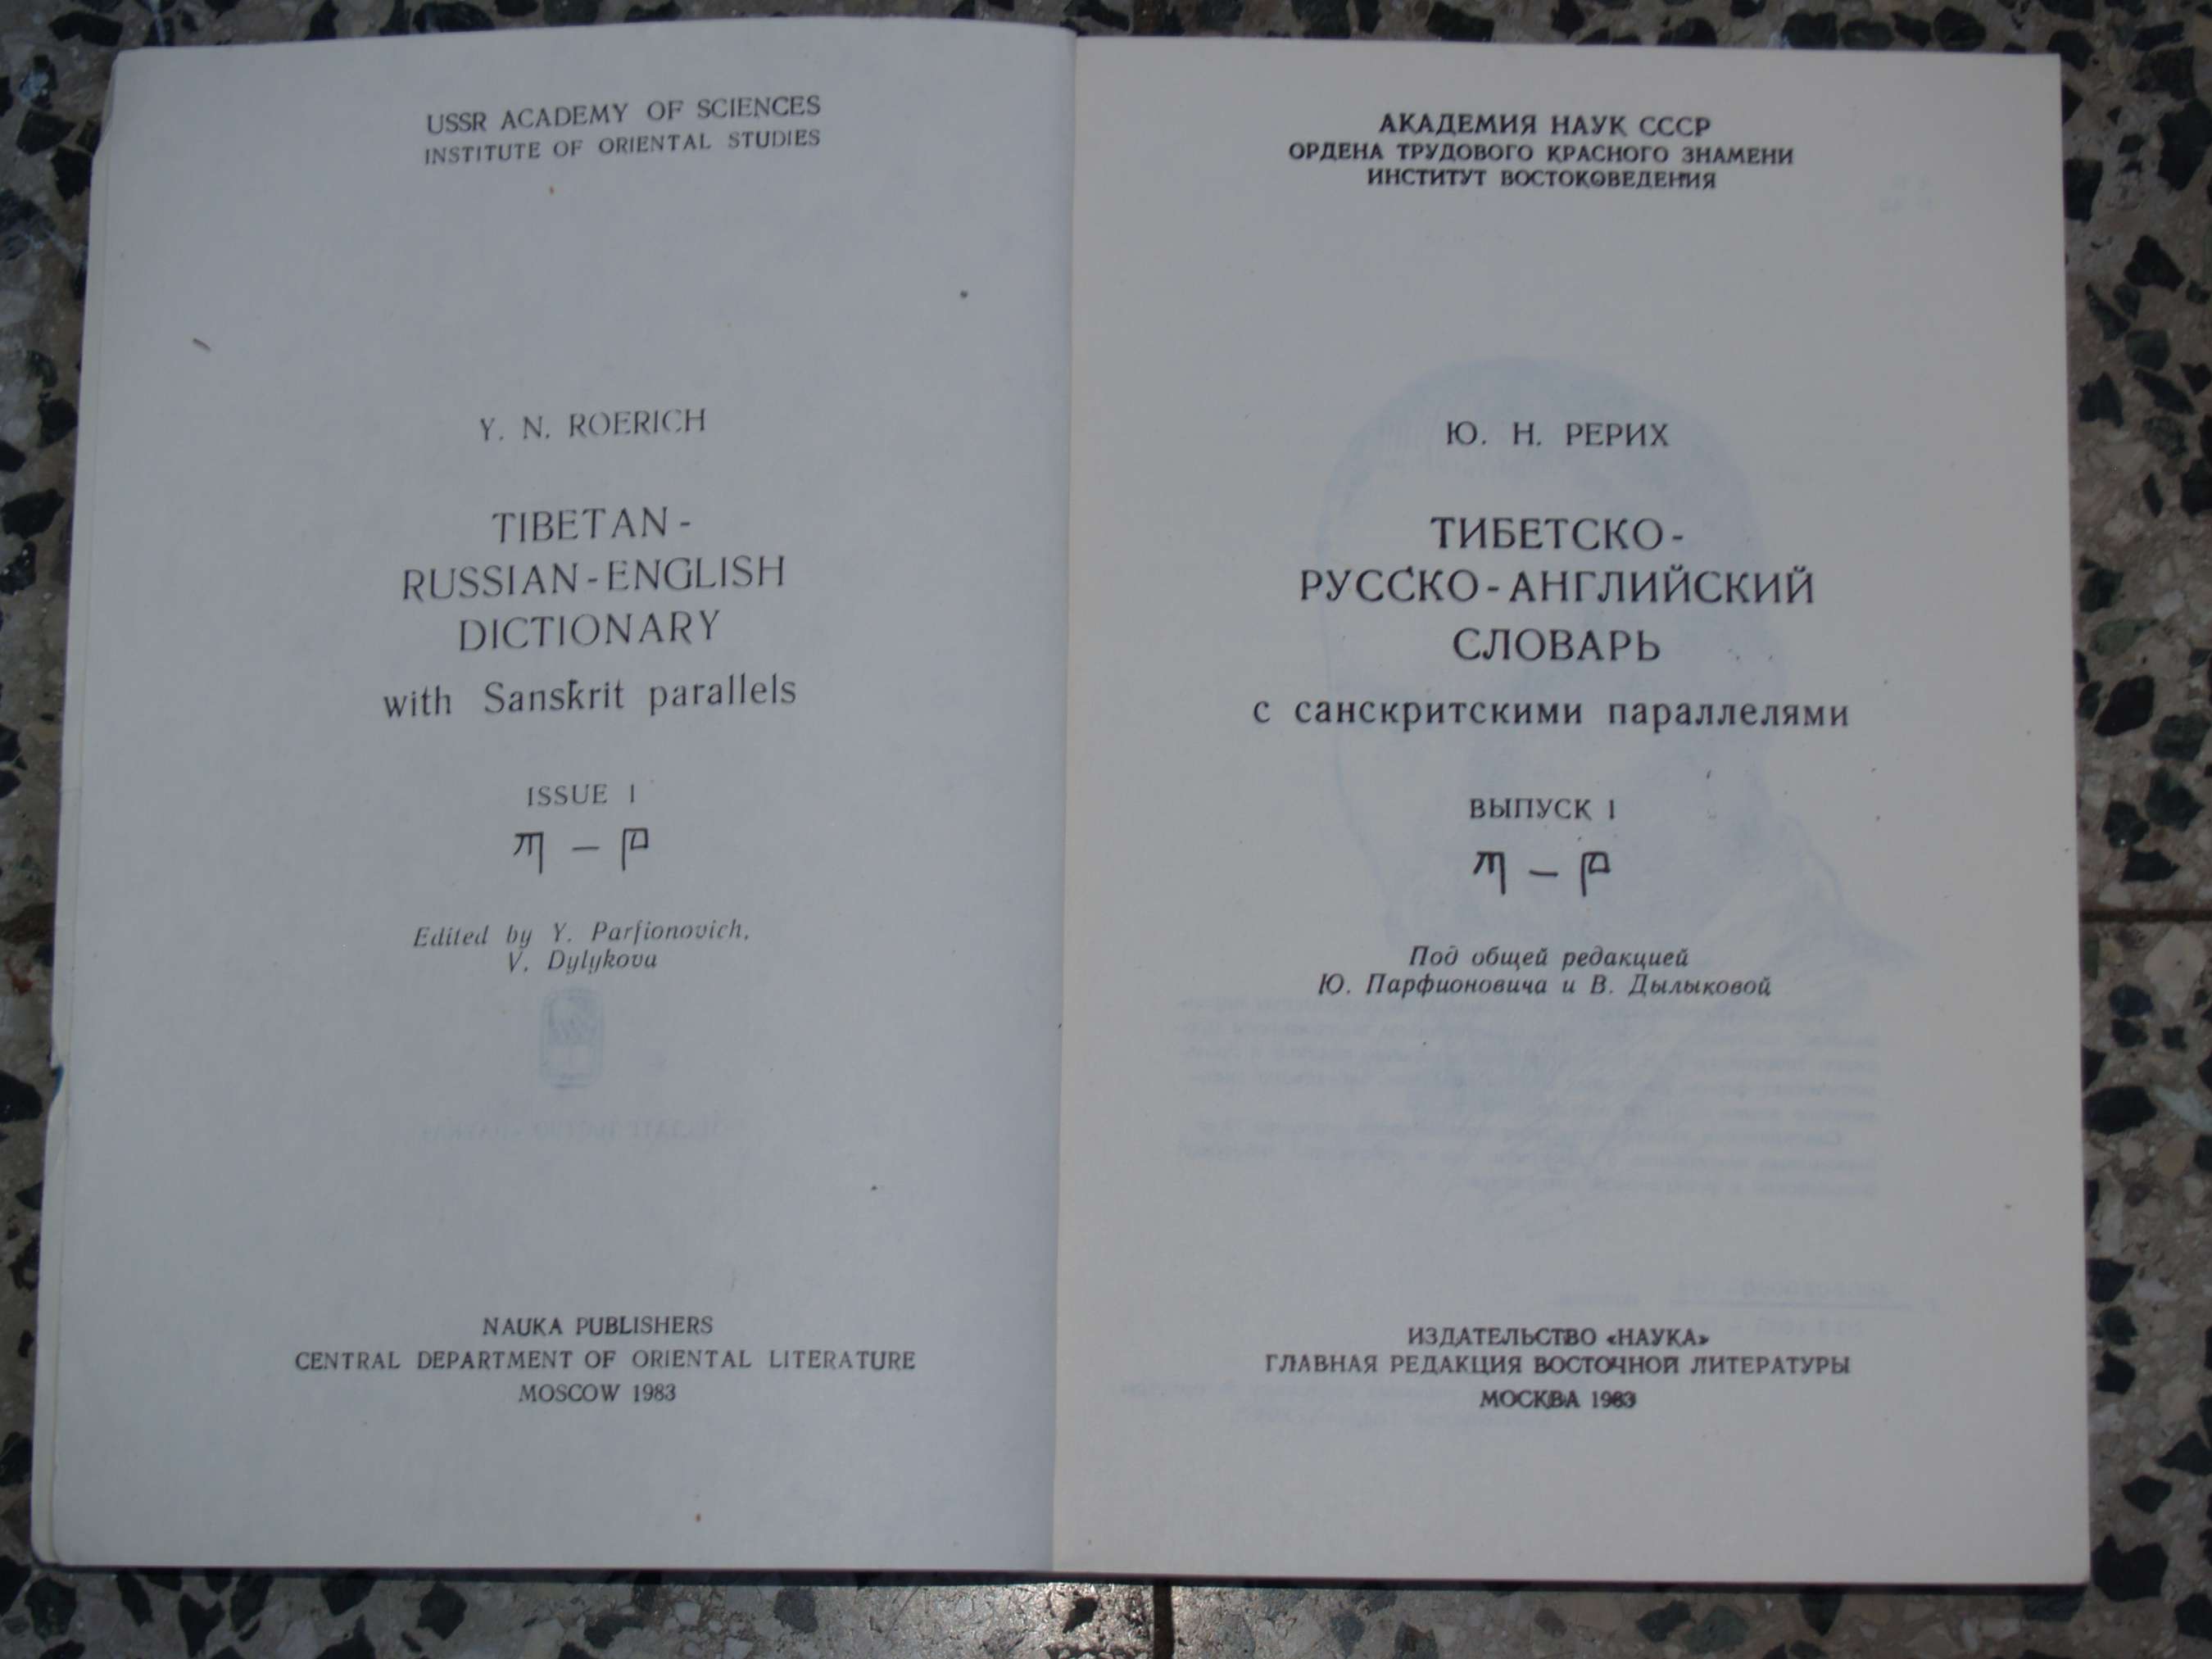 USSR ACADEMY OF SCIENCES
INSTITUTE OF ORIENTAL STUDIES
Y. N. ROERICH
TIBETAN-
RUSSIAN-ENGLISH
DICTIONARY
with Sanskrit parallels
ISSUE 1
ཀ — ཁ
Edited by Y. Parfionovich,
V. Dylykova
NAUKA PUBLISHERS
CENTRAL DEPARTMENT OF ORIENTAL LITERATURE
MOSCOW 1983
АКАДЕМИЯ НАУК СССР
ОРДЕНА ТРУДОВОГО КРАСНОГО ЗНАМЕНИ
ИНСТИТУТ ВОСТОКОВЕДЕНИЯ
Ю. Н. РЕРИХ
ТИБЕТСКО-
РУССКО-АНГЛИЙСКИЙ
СЛОВАРЬ
с санскритскими параллелями
ВЫПУСК 1
ཀ — ཁ
Под общей редакцией
Ю. Парфионовича и В. Дылыковой
ИЗДАТЕЛЬСТВО «НАУКА»
ГЛАВНАЯ РЕДАКЦИЯ ВОСТОЧНОЙ ЛИТЕРАТУРЫ
МОСКВА 1983